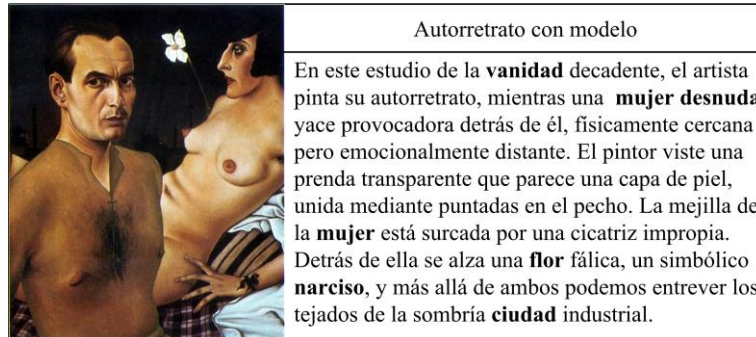 Autorretrato con modelo
En este estudio de la vanidad decadente, el artista
pinta su autorretrato, mientras una mujer desnuda
yace provocadora detrás de él, físicamente cercana
pero emocionalmente distante. El pintor viste una
prenda transparente que parece una capa de piel,
unida mediante puntadas en el pecho. La mejilla de
la mujer está surcada por una cicatriz impropia.
Detrás de ella se alza una flor fálica, un simbólico
narciso, y más allá de ambos podemos entrever los
tejados de la sombría ciudad industrial.